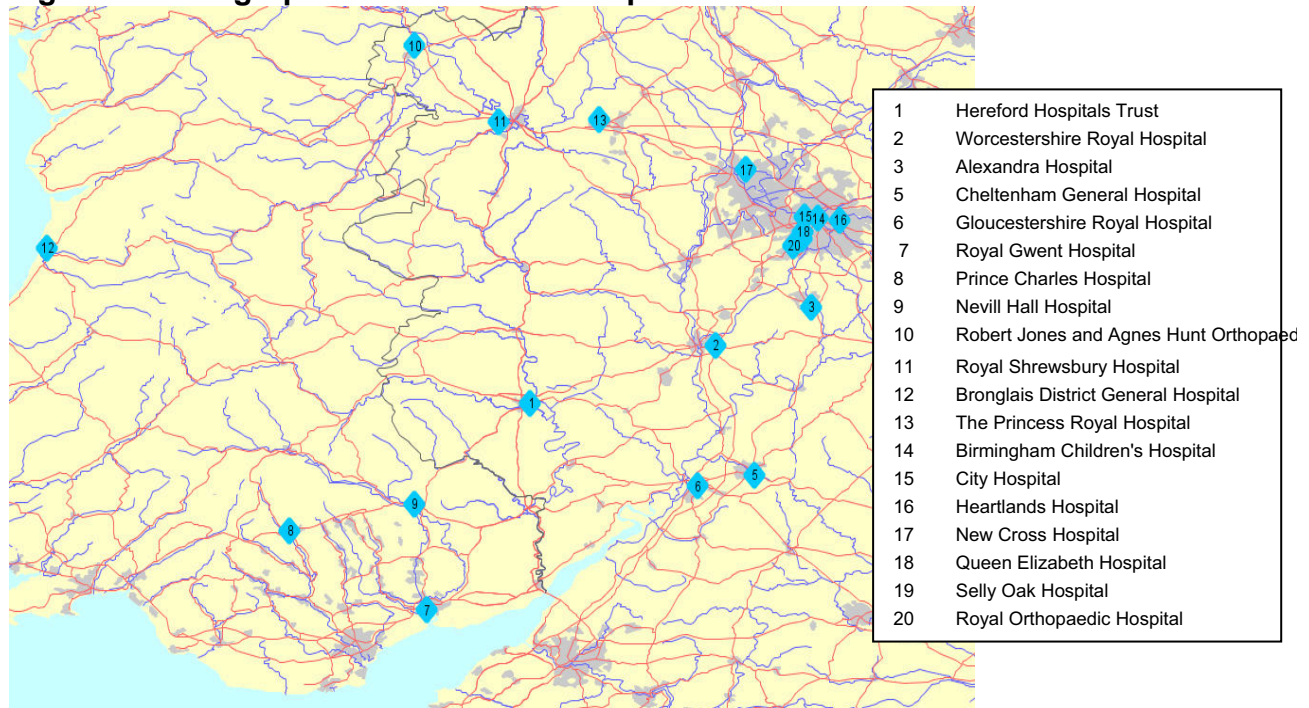 10
11
13
17
15 14 16
18
20
12
3
2
1
5
6
9
8
7
1 Hereford Hospitals Trust
2 Worcestershire Royal Hospital
3 Alexandra Hospital
5 Cheltenham General Hospital
6 Gloucestershire Royal Hospital
7 Royal Gwent Hospital
8 Prince Charles Hospital
9 Nevill Hall Hospital
10 Robert Jones and Agnes Hunt Orthopaed
11 Royal Shrewsbury Hospital
12 Bronglais District General Hospital
13 The Princess Royal Hospital
14 Birmingham Children's Hospital
15 City Hospital
16 Heartlands Hospital
17 New Cross Hospital
18 Queen Elizabeth Hospital
19 Selly Oak Hospital
20 Royal Orthopaedic Hospital